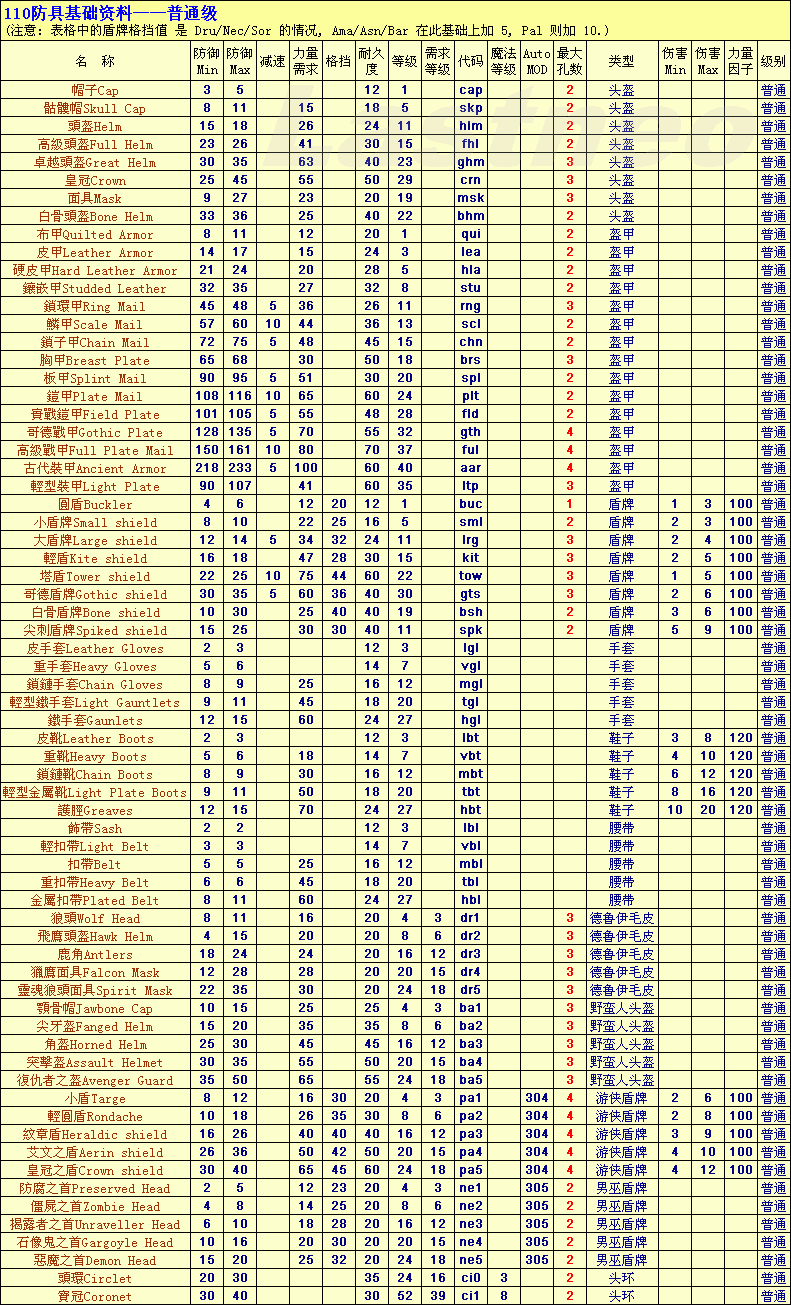 110防具基础资料——普通级
(注意: 表格中的盾牌格挡值 是 Dru/Nec/Sor 的情况, Ama/Asn/Bar 在此基础上加 5, Pal 则加 10.)
名 称 防御Min 防御Max 减速 力量需求 格挡 耐久度 等级 需求等级 代码 魔法等级 Auto MOD 最大孔数 类型 伤害Min 伤害Max 力量因子 级别
帽子Cap 3 5 12 1 cap 2 头盔 普通
骷髏帽Skull Cap 8 11 15 18 5 skp 2 头盔 普通
頭盔Helm 15 18 26 24 11 hlm 2 头盔 普通
高級頭盔Full Helm 23 26 41 30 15 fhl 2 头盔 普通
卓越頭盔Great Helm 30 35 63 40 23 ghm 3 头盔 普通
皇冠Crown 25 45 55 50 29 crn 3 头盔 普通
面具Mask 9 27 23 20 19 msk 3 头盔 普通
白骨頭盔Bone Helm 33 36 25 40 22 bhm 2 头盔 普通
布甲Quilted Armor 8 11 12 20 1 qui 2 盔甲 普通
皮甲Leather Armor 14 17 15 24 3 lea 2 盔甲 普通
硬皮甲Hard Leather Armor 21 24 20 28 5 hla 2 盔甲 普通
鑲嵌甲Studded Leather 32 35 27 32 8 stu 2 盔甲 普通
鎖環甲Ring Mail 45 48 5 36 26 11 rng 3 盔甲 普通
鱗甲Scale Mail 57 60 10 44 36 13 scl 2 盔甲 普通
鎖子甲Chain Mail 72 75 5 48 45 15 chn 2 盔甲 普通
胸甲Breast Plate 65 68 30 50 18 brs 3 盔甲 普通
板甲Splint Mail 90 95 5 51 30 20 spl 2 盔甲 普通
鎧甲Plate Mail 108 116 10 65 60 24 plt 2 盔甲 普通
實戰鎧甲Field Plate 101 105 5 55 48 28 fld 2 盔甲 普通
哥德戰甲Gothic Plate 128 135 5 70 55 32 gth 4 盔甲 普通
高級戰甲Full Plate Mail 150 161 10 80 70 37 ful 4 盔甲 普通
古代裝甲Ancient Armor 218 233 5 100 60 40 aar 4 盔甲 普通
輕型裝甲Light Plate 90 107 41 60 35 ltp 3 盔甲 普通
圓盾Buckler 4 6 12 20 12 1 buc 1 盾牌 1 3 100 普通
小盾牌Small shield 8 10 22 25 16 5 sml 2 盾牌 2 3 100 普通
大盾牌Large shield 12 14 5 34 32 24 11 lrg 3 盾牌 2 4 100 普通
輕盾Kite shield 16 18 47 28 30 15 kit 3 盾牌 2 5 100 普通
塔盾Tower shield 22 25 10 75 44 60 22 tow 3 盾牌 1 5 100 普通
哥德盾牌Gothic shield 30 35 5 60 36 40 30 gts 3 盾牌 2 6 100 普通
白骨盾牌Bone shield 10 30 25 40 40 19 bsh 2 盾牌 3 6 100 普通
尖刺盾牌Spiked shield 15 25 30 30 40 11 spk 2 盾牌 5 9 100 普通
皮手套Leather Gloves 2 3 12 3 lgl 手套 普通
重手套Heavy Gloves 5 6 14 7 vgl 手套 普通
鎖鏈手套Chain Gloves 8 9 25 16 12 mgl 手套 普通
輕型鐵手套Light Gauntlets 9 11 45 18 20 tgl 手套 普通
鐵手套Gaunlets 12 15 60 24 27 hgl 手套 普通
皮靴Leather Boots 2 3 12 3 lbt 鞋子 3 8 120 普通
重靴Heavy Boots 5 6 18 14 7 vbt 鞋子 4 10 120 普通
鎖鏈靴Chain Boots 8 9 30 16 12 mbt 鞋子 6 12 120 普通
輕型金屬靴Light Plate Boots 9 11 50 18 20 tbt 鞋子 8 16 120 普通
護脛Greaves 12 15 70 24 27 hbt 鞋子 10 20 120 普通
飾帶Sash 2 2 12 3 lbl 腰带 普通
輕扣帶Light Belt 3 3 14 7 vbl 腰带 普通
扣帶Belt 5 5 25 16 12 mbl 腰带 普通
重扣帶Heavy Belt 6 6 45 18 20 tbl 腰带 普通
金屬扣帶Plated Belt 8 11 60 24 27 hbl 腰带 普通
狼頭Wolf Head 8 11 16 20 4 3 dr1 3 德鲁伊毛皮 普通
飛鷹頭盔Hawk Helm 4 15 20 20 8 6 dr2 3 德鲁伊毛皮 普通
鹿角Antlers 18 24 24 20 16 12 dr3 3 德鲁伊毛皮 普通
獵鷹面具Falcon Mask 12 28 28 20 20 15 dr4 3 德鲁伊毛皮 普通
靈魂狼頭面具Spirit Mask 22 35 30 20 24 18 dr5 3 德鲁伊毛皮 普通
顎骨帽Jawbone Cap 10 15 25 25 4 3 ba1 3 野蛮人头盔 普通
尖牙盔Fanged Helm 15 20 35 35 8 6 ba2 3 野蛮人头盔 普通
角盔Horned Helm 25 30 45 45 16 12 ba3 3 野蛮人头盔 普通
突擊盔Assault Helmet 30 35 55 50 20 15 ba4 3 野蛮人头盔 普通
復仇者之盔Avenger Guard 35 50 65 55 24 18 ba5 3 野蛮人头盔 普通
小盾Targe 8 12 16 30 20 4 3 pa1 304 4 游侠盾牌 2 6 100 普通
輕圓盾Rondache 10 18 26 35 30 8 6 pa2 304 4 游侠盾牌 2 8 100 普通
紋章盾Heraldic shield 16 26 40 40 40 16 12 pa3 304 4 游侠盾牌 3 9 100 普通
艾文之盾Aerin shield 26 36 50 42 50 20 15 pa4 304 4 游侠盾牌 4 10 100 普通
皇冠之盾Crown shield 30 40 65 45 60 24 18 pa5 304 4 游侠盾牌 4 12 100 普通
防腐之首Preserved Head 2 5 12 23 20 4 3 ne1 305 2 男巫盾牌 普通
僵屍之首Zombie Head 4 8 14 25 20 8 6 ne2 305 2 男巫盾牌 普通
揭露者之首Unraveller Head 6 10 18 28 20 16 12 ne3 305 2 男巫盾牌 普通
石像鬼之首Gargoyle Head 10 16 20 30 20 20 15 ne4 305 2 男巫盾牌 普通
惡魔之首Demon Head 15 20 25 32 20 24 18 ne5 305 2 男巫盾牌 普通
頭環Circlet 20 30 35 24 16 ci0 3 2 头环 普通
寶冠Coronet 30 40 30 52 39 ci1 8 2 头环 普通